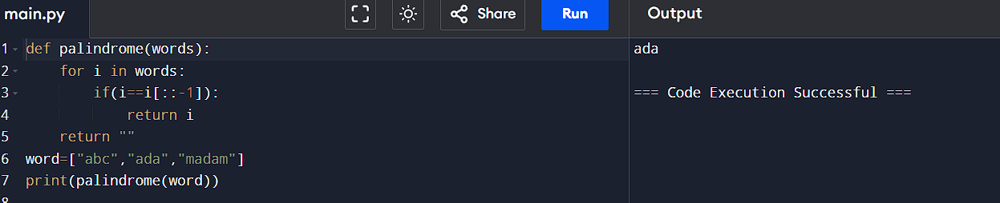 main.py Share Run Output
1 def palindrome(words):
2     for i in words:
3         if(i==i[::-1]):
4             return i
5     return ""
6 word=["abc","ada","madam"]
7 print(palindrome(word))
8
ada
=== Code Execution Successful ===